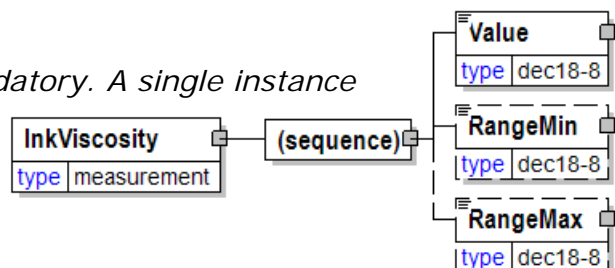 Value
type dec18-8
datory. A single instance
RangeMin
type dec18-8
InkViscosity
type measurement
(sequence)
RangeMax
type dec18-8